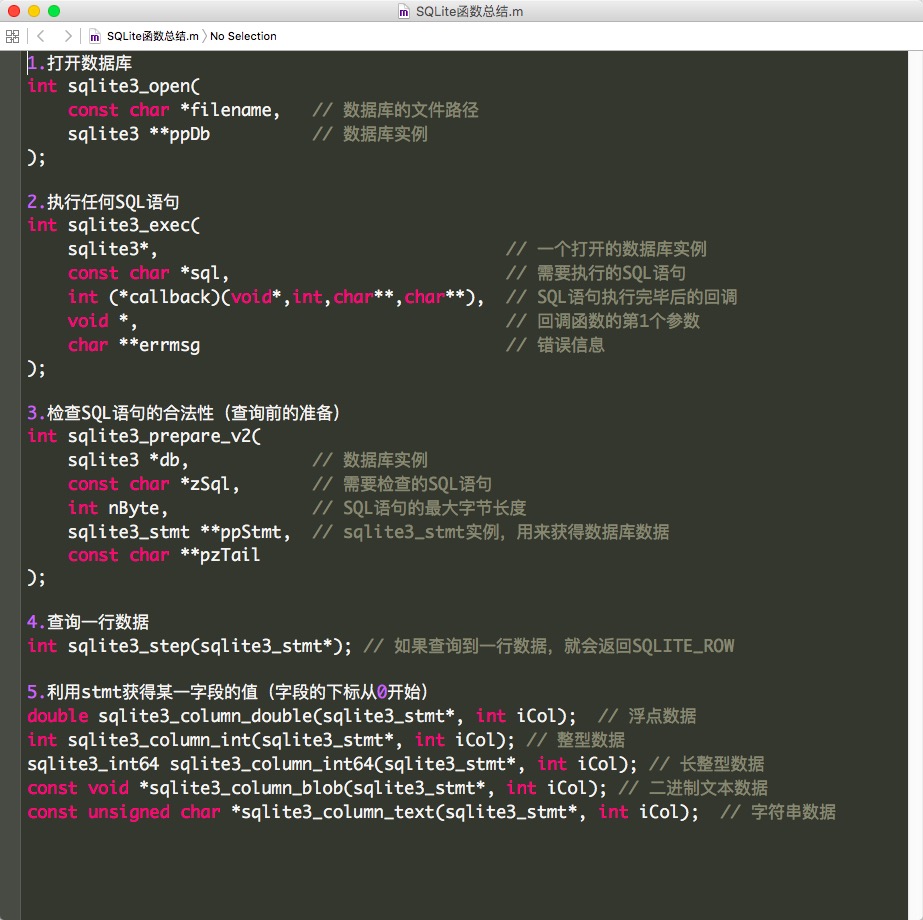 SQLite函数总结.m
SQLite函数总结.m No Selection
1.打开数据库
int sqlite3_open(
    const char *filename,   // 数据库的文件路径
    sqlite3 **ppDb          // 数据库实例
);
2.执行任何SQL语句
int sqlite3_exec(
    sqlite3*,                                  // 一个打开的数据库实例
    const char *sql,                           // 需要执行的SQL语句
    int (*callback)(void*,int,char**,char**),  // SQL语句执行完毕后的回调
    void *,                                    // 回调函数的第1个参数
    char **errmsg                              // 错误信息
);
3.检查SQL语句的合法性（查询前的准备）
int sqlite3_prepare_v2(
    sqlite3 *db,            // 数据库实例
    const char *zSql,       // 需要检查的SQL语句
    int nByte,              // SQL语句的最大字节长度
    sqlite3_stmt **ppStmt,  // sqlite3_stmt实例，用来获得数据库数据
    const char **pzTail
);
4.查询一行数据
int sqlite3_step(sqlite3_stmt*); // 如果查询到一行数据，就会返回SQLITE_ROW
5.利用stmt获得某一字段的值（字段的下标从0开始）
double sqlite3_column_double(sqlite3_stmt*, int iCol);  // 浮点数据
int sqlite3_column_int(sqlite3_stmt*, int iCol); // 整型数据
sqlite3_int64 sqlite3_column_int64(sqlite3_stmt*, int iCol); // 长整型数据
const void *sqlite3_column_blob(sqlite3_stmt*, int iCol); // 二进制文本数据
const unsigned char *sqlite3_column_text(sqlite3_stmt*, int iCol);  // 字符串数据